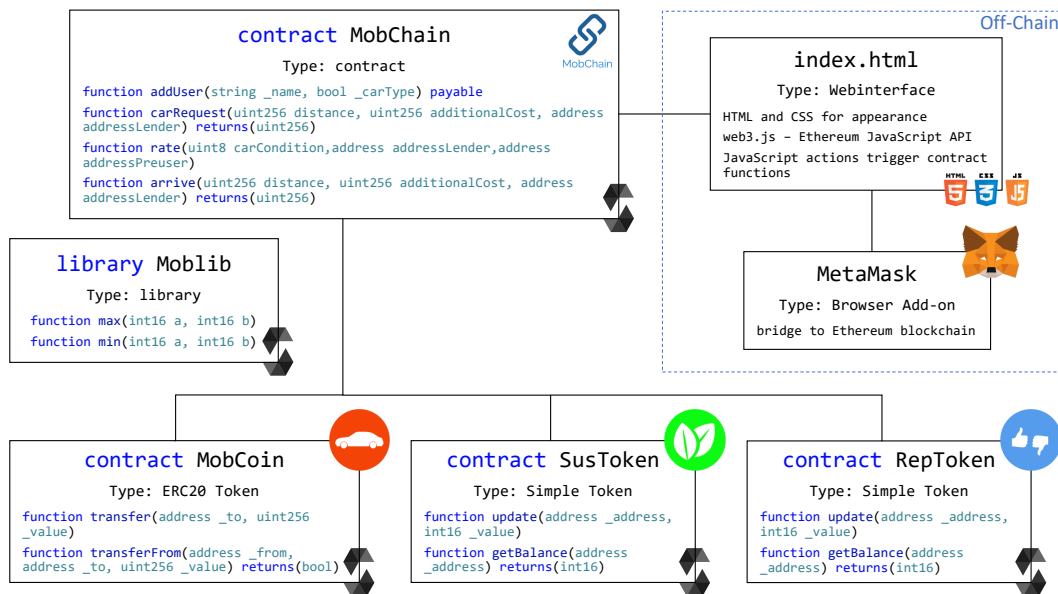 contract MobChain
MobChain
Type: contract
function addUser(string _name, bool _carType) payable
function carRequest(uint256 distance, uint256 additionalCost, address
addressLender) returns(uint256)
function rate(uint8 carCondition,address addressLender,address
addressPreuser)
function arrive(uint256 distance, uint256 additionalCost, address
addressLender) returns(uint256)
Off-Chain
index.html
Type: Webinterface
HTML and CSS for appearance
web3.js – Ethereum JavaScript API
JavaScript actions trigger contract
functions
HTML
5
CSS
3
JS
JS
MetaMask
Type: Browser Add-on
bridge to Ethereum blockchain
library Moblib
Type: library
function max(int16 a, int16 b)
function min(int16 a, int16 b)
contract MobCoin
Type: ERC20 Token
function transfer(address _to, uint256
_value)
function transferFrom(address _from,
address _to, uint256 _value) returns(bool)
contract SusToken
Type: Simple Token
function update(address _address,
int16 _value)
function getBalance(address
_address) returns(int16)
contract RepToken
Type: Simple Token
function update(address _address,
int16 _value)
function getBalance(address
_address) returns(int16)